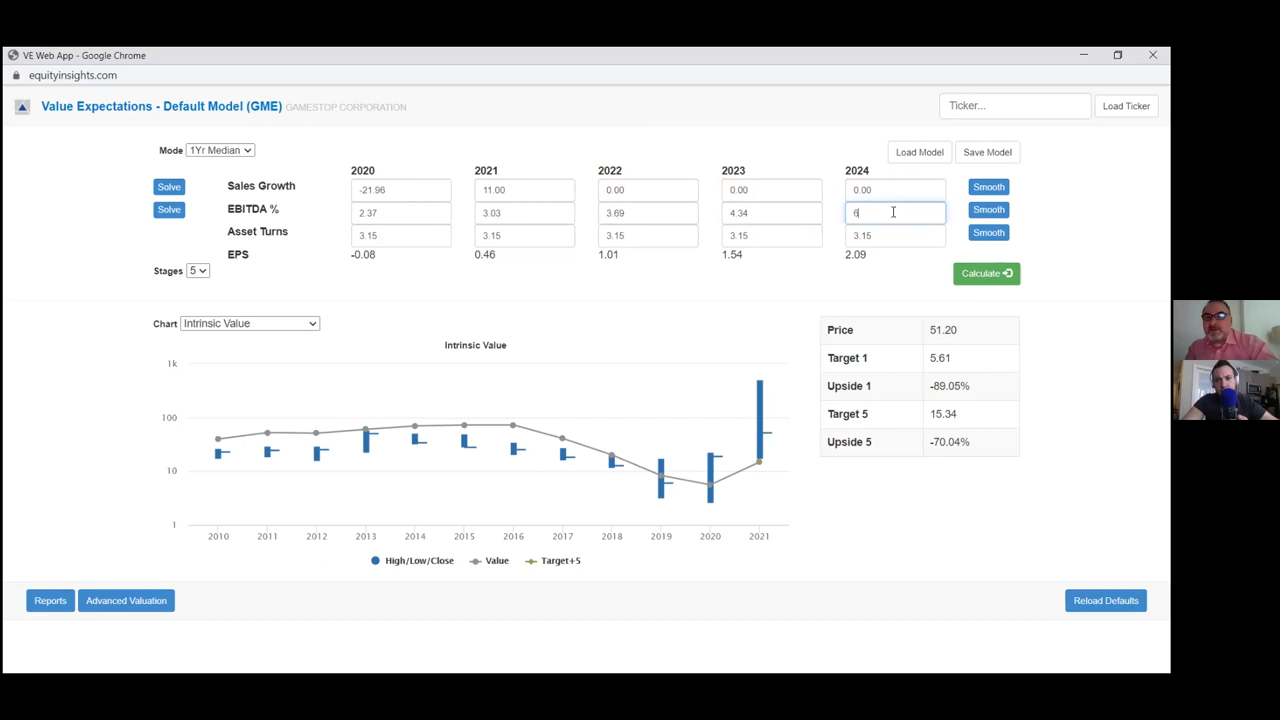 VE Web App - Google Chrome
equityinsights.com
Value Expectations - Default Model (GME) GAMESTOP CORPORATION
Ticker...
Load Ticker
Mode 1Yr Median
Load Model
Save Model
2020 2021 2022 2023 2024
Solve Sales Growth -21.96 11.00 0.00 0.00 0.00 Smooth
Solve EBITDA % 2.37 3.03 3.69 4.34 6 Smooth
Asset Turns 3.15 3.15 3.15 3.15 3.15 Smooth
EPS -0.08 0.46 1.01 1.54 2.09
Stages 5
Calculate
Chart Intrinsic Value
Intrinsic Value
1k
100
10
1
2010 2011 2012 2013 2014 2015 2016 2017 2018 2019 2020 2021
High/Low/Close Value Target+5
Price 51.20
Target 1 5.61
Upside 1 -89.05%
Target 5 15.34
Upside 5 -70.04%
Reports
Advanced Valuation
Reload Defaults